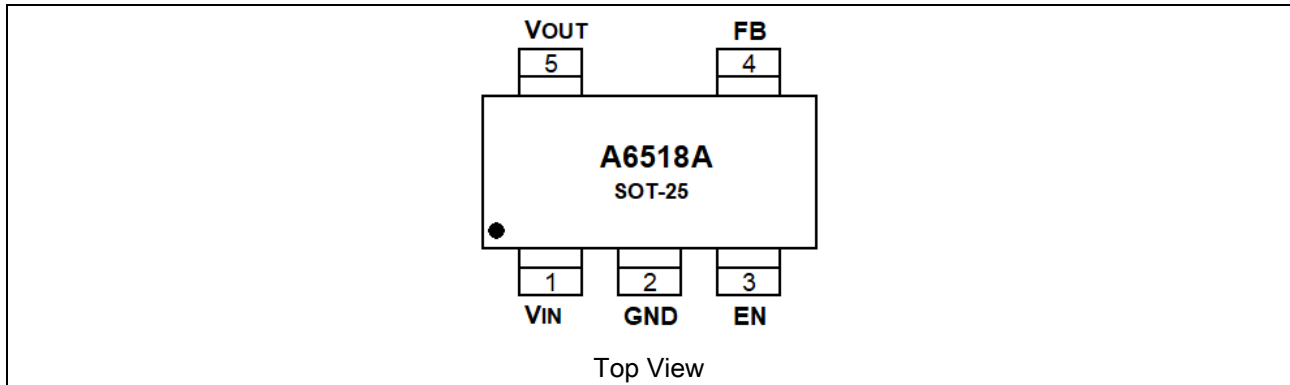 VOUT FB
5 4
A6518A
SOT-25
1 2 3
VIN GND EN
Top View